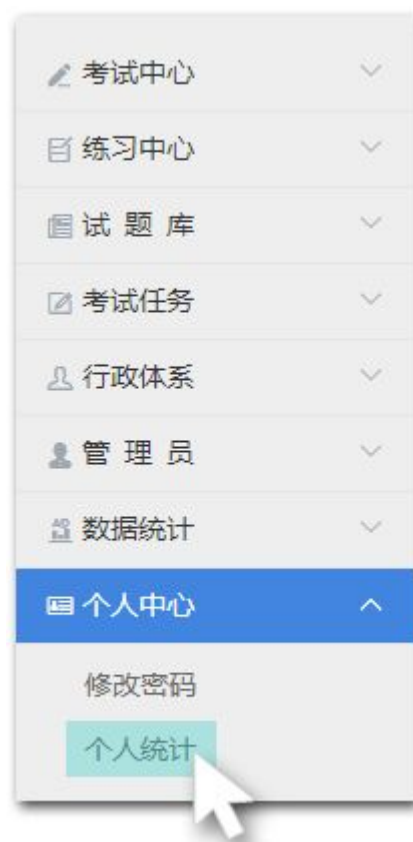 考试中心
练习中心
试 题 库
考试任务
行政体系
管 理 员
数据统计
个人中心
修改密码
个人统计